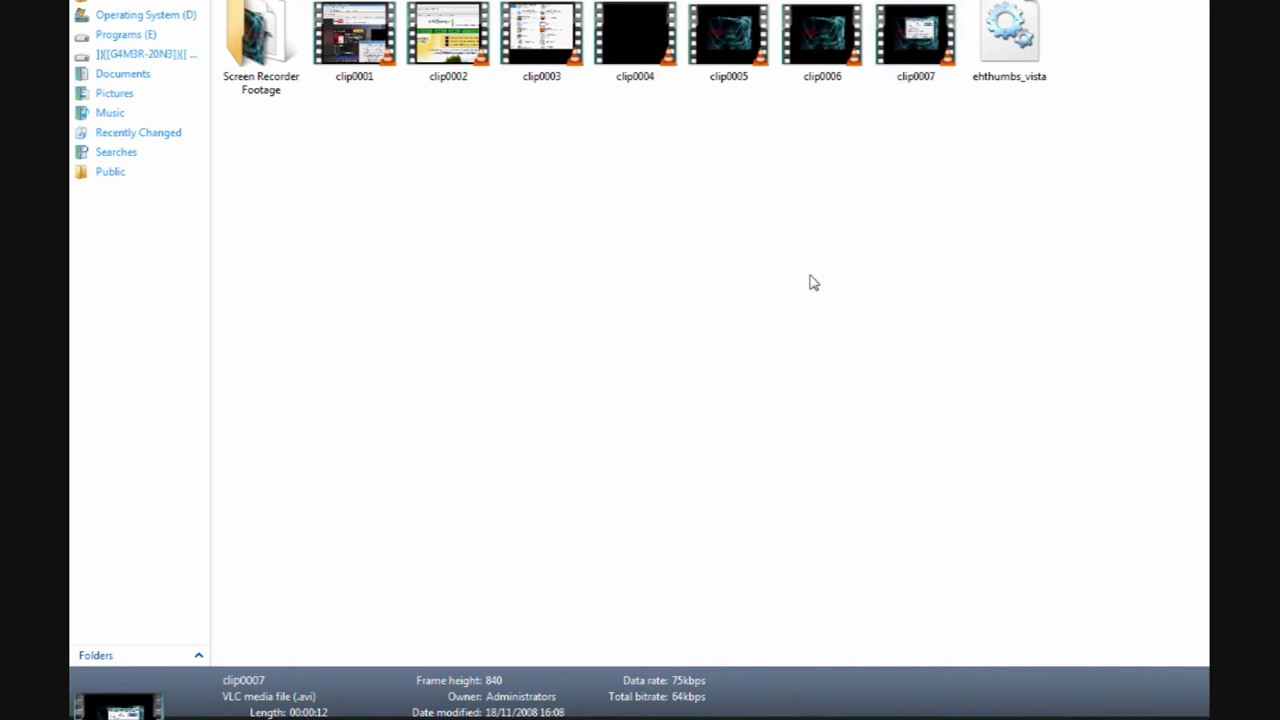 Operating System (D)
Programs (E)
]|[[G4M3R-20N3]|[ ...
Documents
Pictures
Music
Recently Changed
Searches
Public
Screen Recorder
Footage
clip0001
clip0002
clip0003
clip0004
clip0005
clip0006
clip0007
ehthumbs_vista
Folders
clip0007
VLC media file (.avi)
Length: 00:00:12
Frame height: 840
Owner: Administrators
Date modified: 18/11/2008 16:08
Data rate: 75kbps
Total bitrate: 64kbps